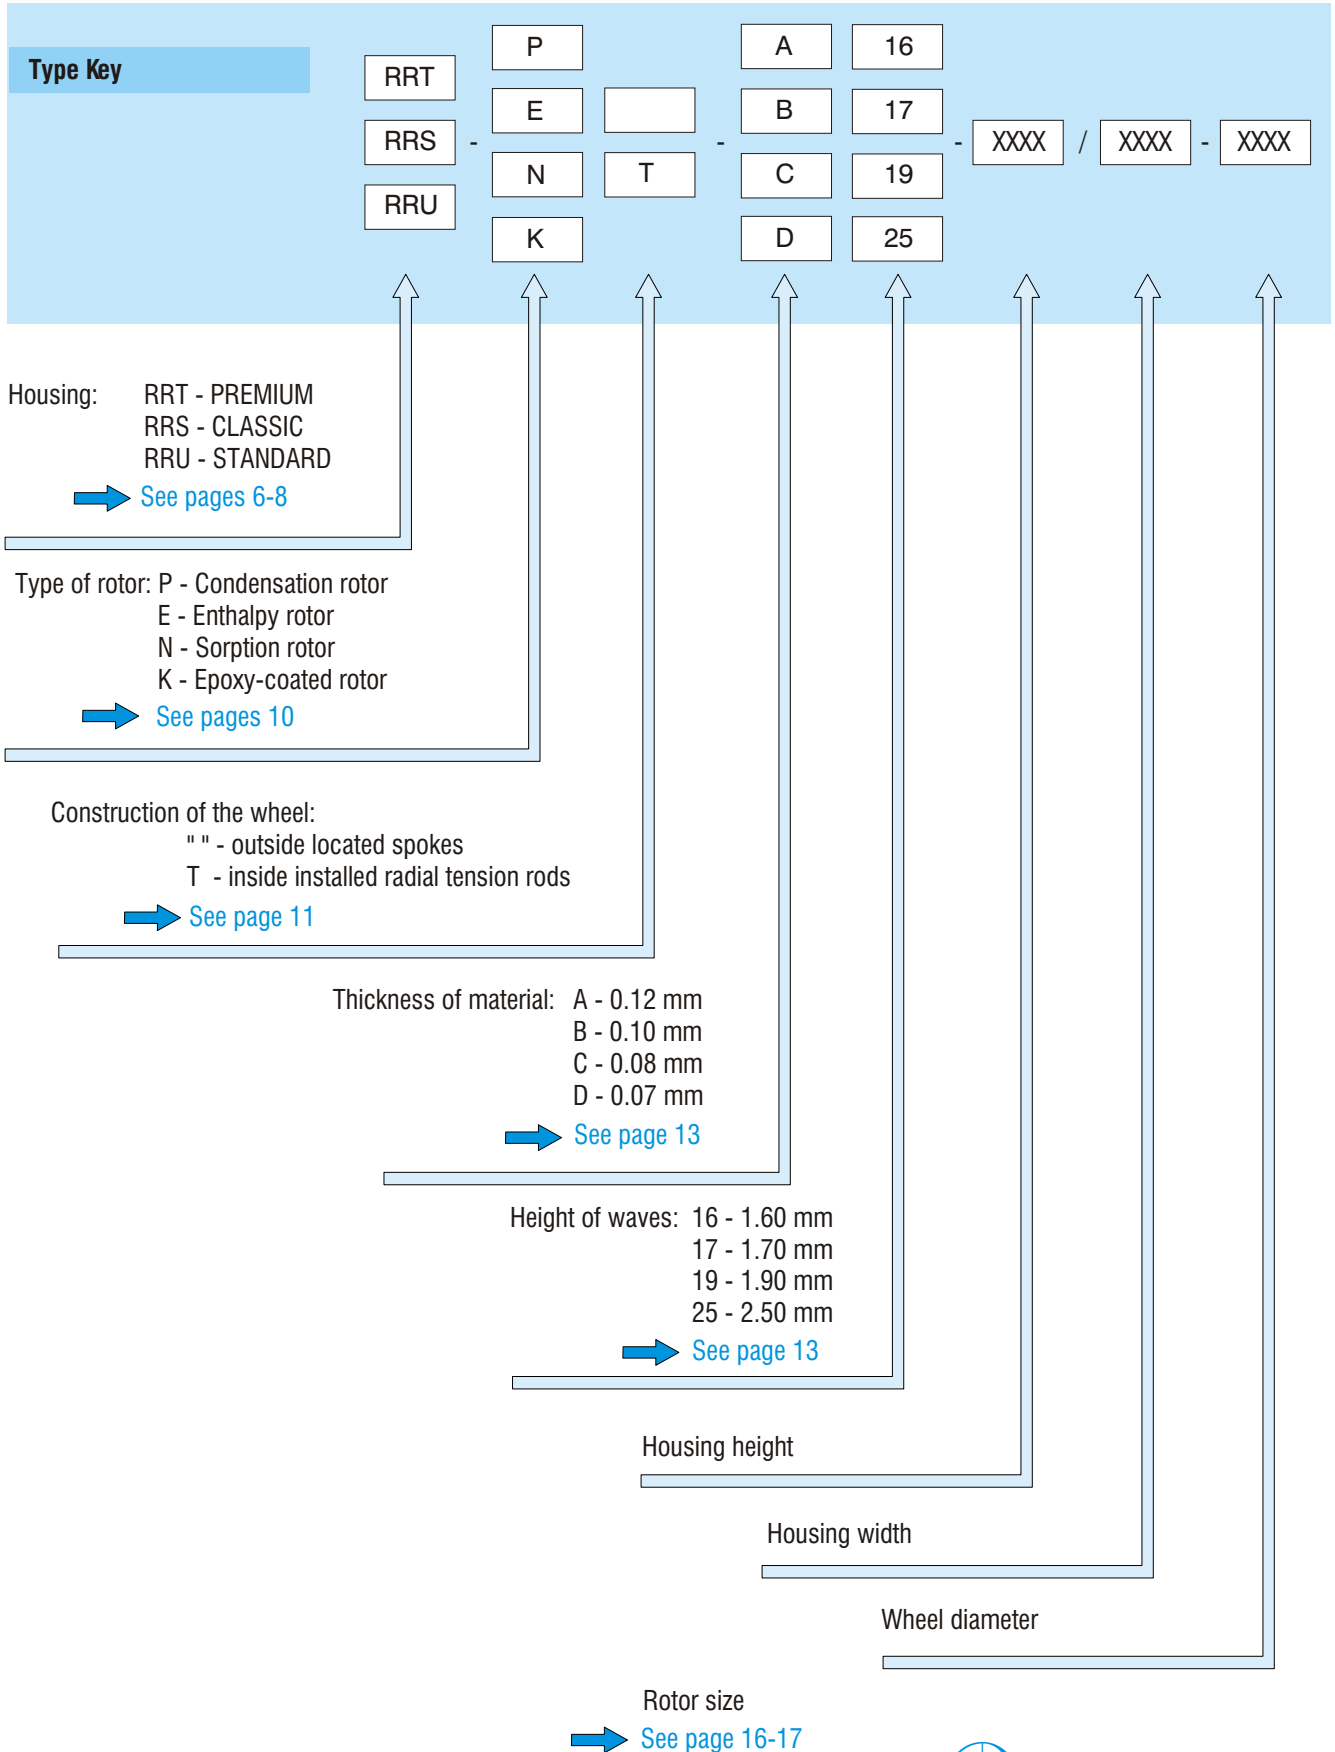 Type Key
RRT
RRS
RRU
-
P
E
N
K
T
-
A
B
C
D
16
17
19
25
- XXXX / XXXX - XXXX
Housing: RRT - PREMIUM
RRS - CLASSIC
RRU - STANDARD
See pages 6-8
Type of rotor: P - Condensation rotor
E - Enthalpy rotor
N - Sorption rotor
K - Epoxy-coated rotor
See pages 10
Construction of the wheel:
" " - outside located spokes
T - inside installed radial tension rods
See page 11
Thickness of material: A - 0.12 mm
B - 0.10 mm
C - 0.08 mm
D - 0.07 mm
See page 13
Height of waves: 16 - 1.60 mm
17 - 1.70 mm
19 - 1.90 mm
25 - 2.50 mm
See page 13
Housing height
Housing width
Wheel diameter
Rotor size
See page 16-17